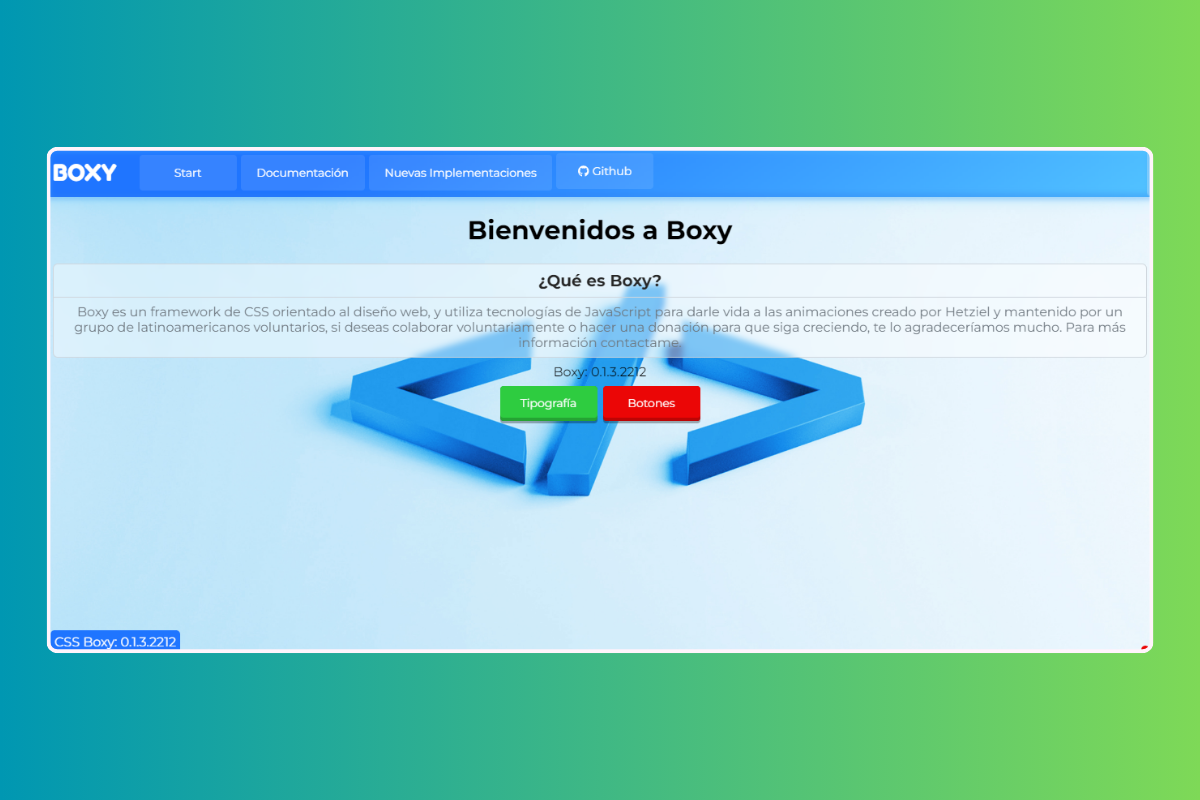 BOXY Start Documentación Nuevas Implementaciones Github
Bienvenidos a Boxy
¿Qué es Boxy?
Boxy es un framework de CSS orientado al diseño web, y utiliza tecnologías de JavaScript para darle vida a las animaciones creado por Hetziel y mantenido por un
grupo de latinoamericanos voluntarios, si deseas colaborar voluntariamente o hacer una donación para que siga creciendo, te lo agradeceríamos mucho. Para más
información contactame.
Boxy: 0.1.3.2212
Tipografía Botones
CSS Boxy: 0.1.3.2212